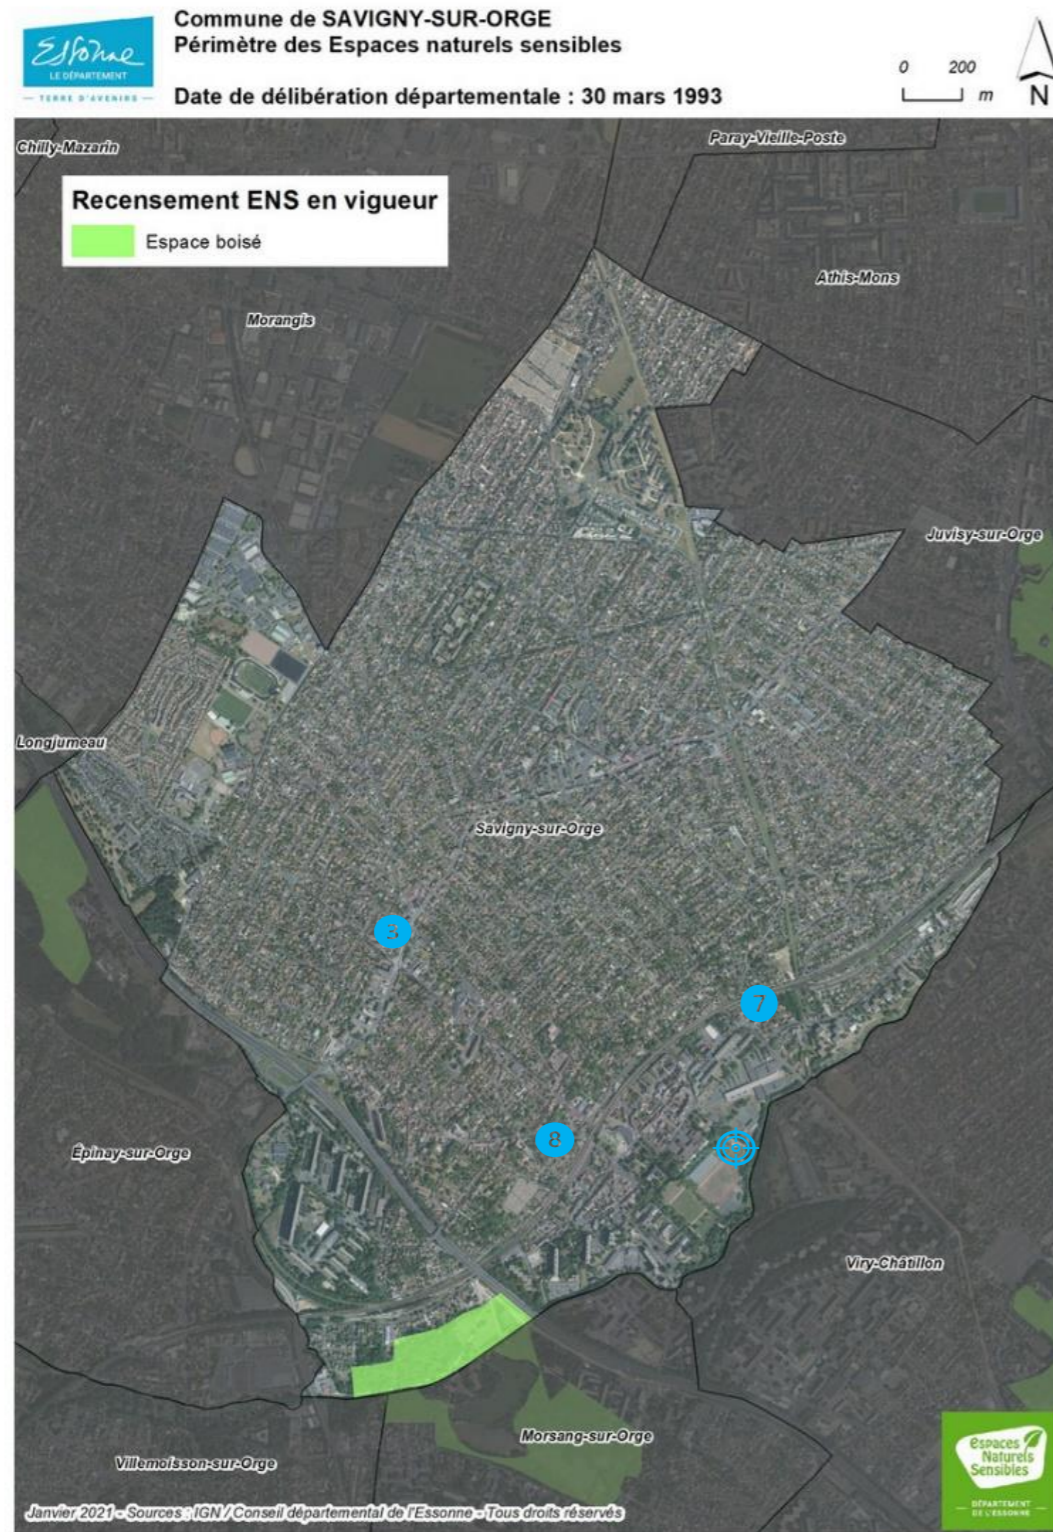 Essonne
LE DÉPARTEMENT
TERRE D'AVENIRS
Commune de SAVIGNY-SUR-ORGE
Périmètre des Espaces naturels sensibles
Date de délibération départementale : 30 mars 1993
0 200
m
N
Chilly-Mazarin
Paray-Vieille-Poste
Recensement ENS en vigueur
Espace boisé
Athis-Mons
Morangis
Juvisy-sur-Orge
Longjumeau
Savigny-sur-Orge
3
7
8
Épinay-sur-Orge
Viry-Châtillon
Morsang-sur-Orge
Villemoisson-sur-Orge
espaces
Naturels
Sensibles
DÉPARTEMENT
DE L'ESSONNE
Janvier 2021 - Sources : IGN / Conseil départemental de l'Essonne - Tous droits réservés